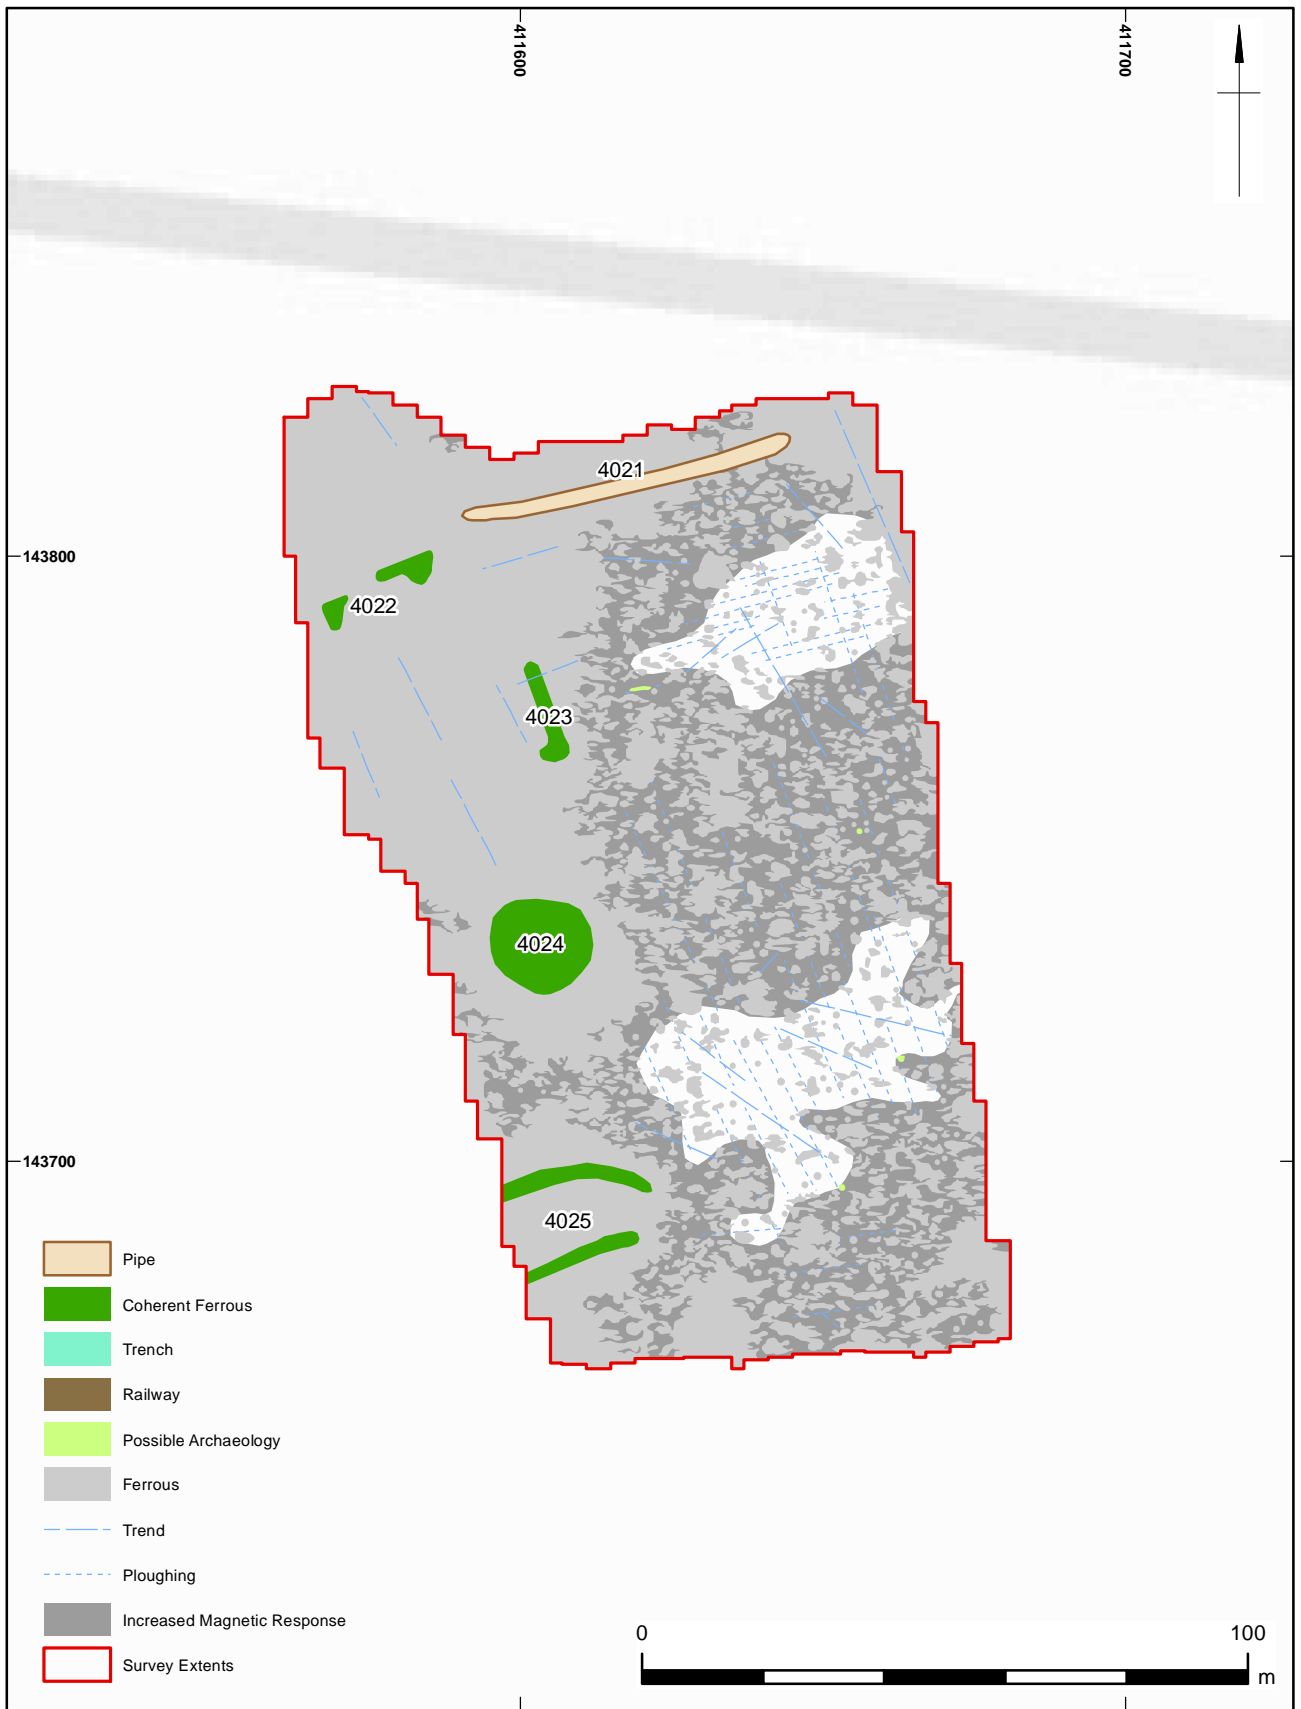 411600
411700
143800
4021
4022
4023
4024
143700
4025
Pipe
Coherent Ferrous
Trench
Railway
Possible Archaeology
Ferrous
Trend
Ploughing
Increased Magnetic Response
Survey Extents
0
100
m